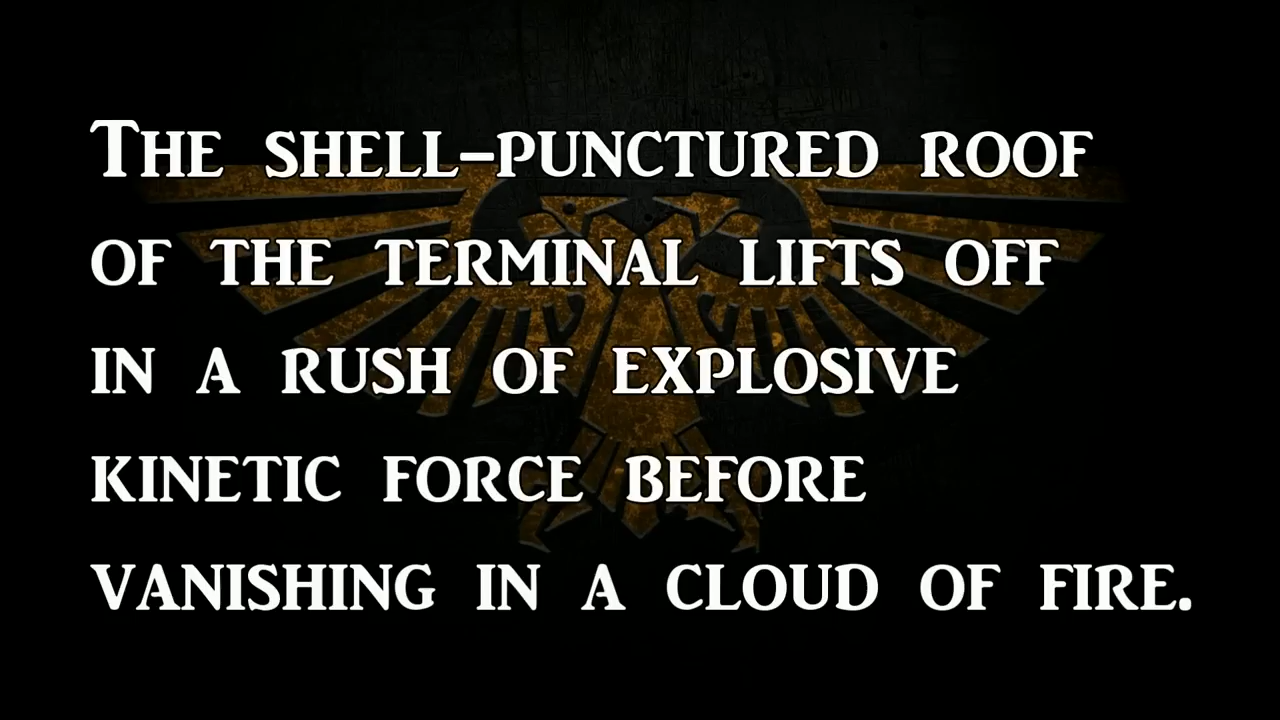 The shell-punctured roof
of the terminal lifts off
in a rush of explosive
kinetic force before
vanishing in a cloud of fire.